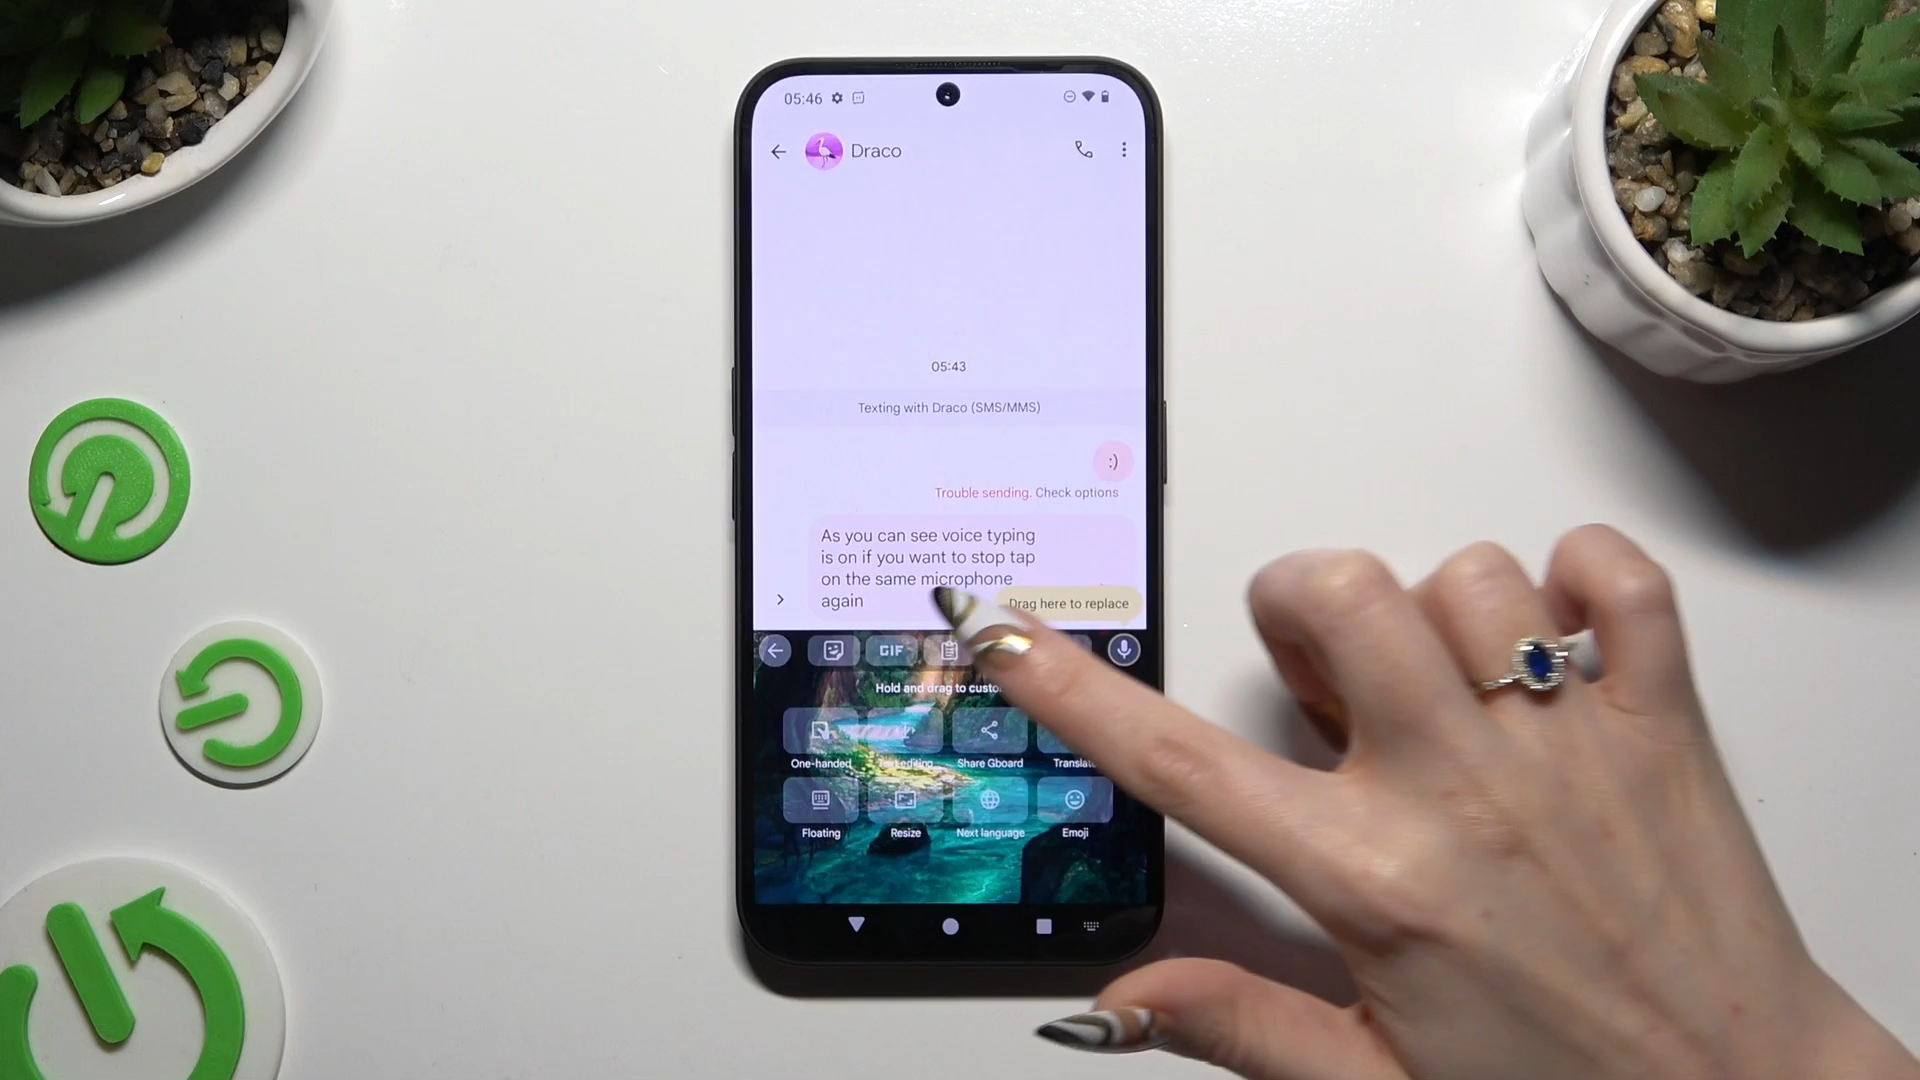 05:46
Draco
05:43
Texting with Draco (SMS/MMS)
:)
Trouble sending. Check options
As you can see voice typing
is on if you want to stop tap
on the same microphone
again
Drag here to replace
GIF
Hold and drag to
One-handed
Text editing
Share Gboard
Floating
Resize
Next language
Emoji